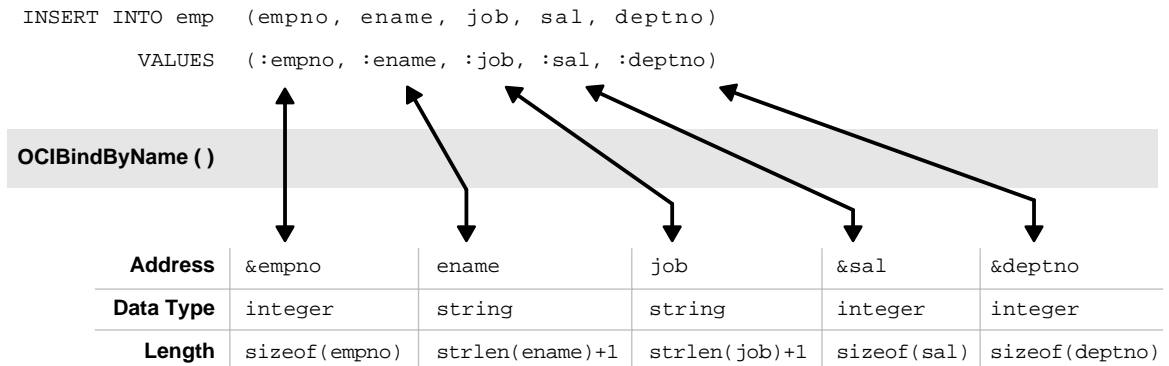 INSERT INTO emp (empno, ename, job, sal, deptno)
VALUES (:empno, :ename, :job, :sal, :deptno)
OCIBindByName ( )
Address &empno ename job &sal &deptno
Data Type integer string string integer integer
Length sizeof(empno) strlen(ename)+1 strlen(job)+1 sizeof(sal) sizeof(deptno)